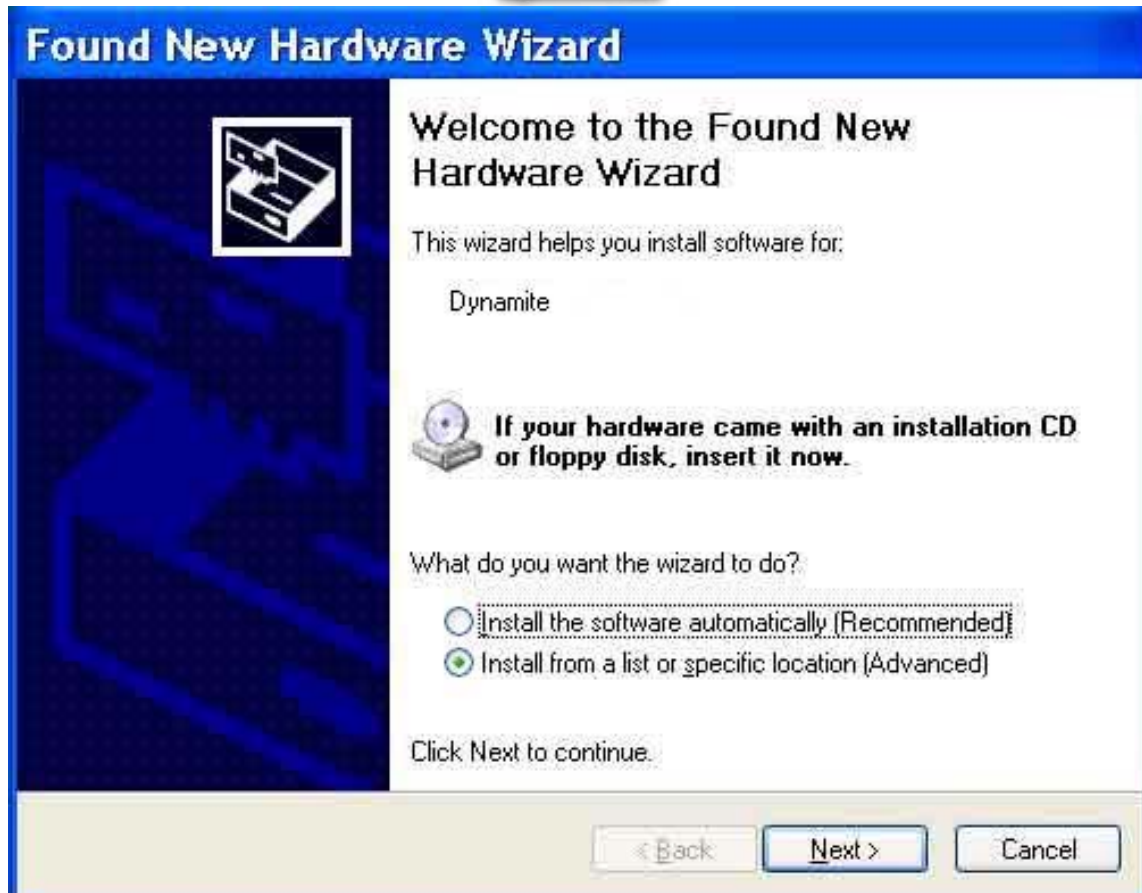 Found New Hardware Wizard
Welcome to the Found New
Hardware Wizard
This wizard helps you install software for:
Dynamite
If your hardware came with an installation CD
or floppy disk, insert it now.
What do you want the wizard to do?
Install the software automatically (Recommended)
Install from a list or specific location (Advanced)
Click Next to continue.
< Back Next > Cancel